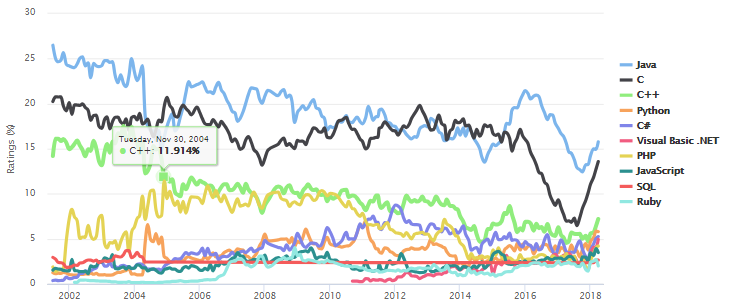 30
25
20
15
10
5
0
Ratings (%)
Tuesday, Nov 30, 2004
C++: 11.914%
2002 2004 2006 2008 2010 2012 2014 2016 2018
Java
C
C++
Python
C#
Visual Basic .NET
PHP
JavaScript
SQL
Ruby